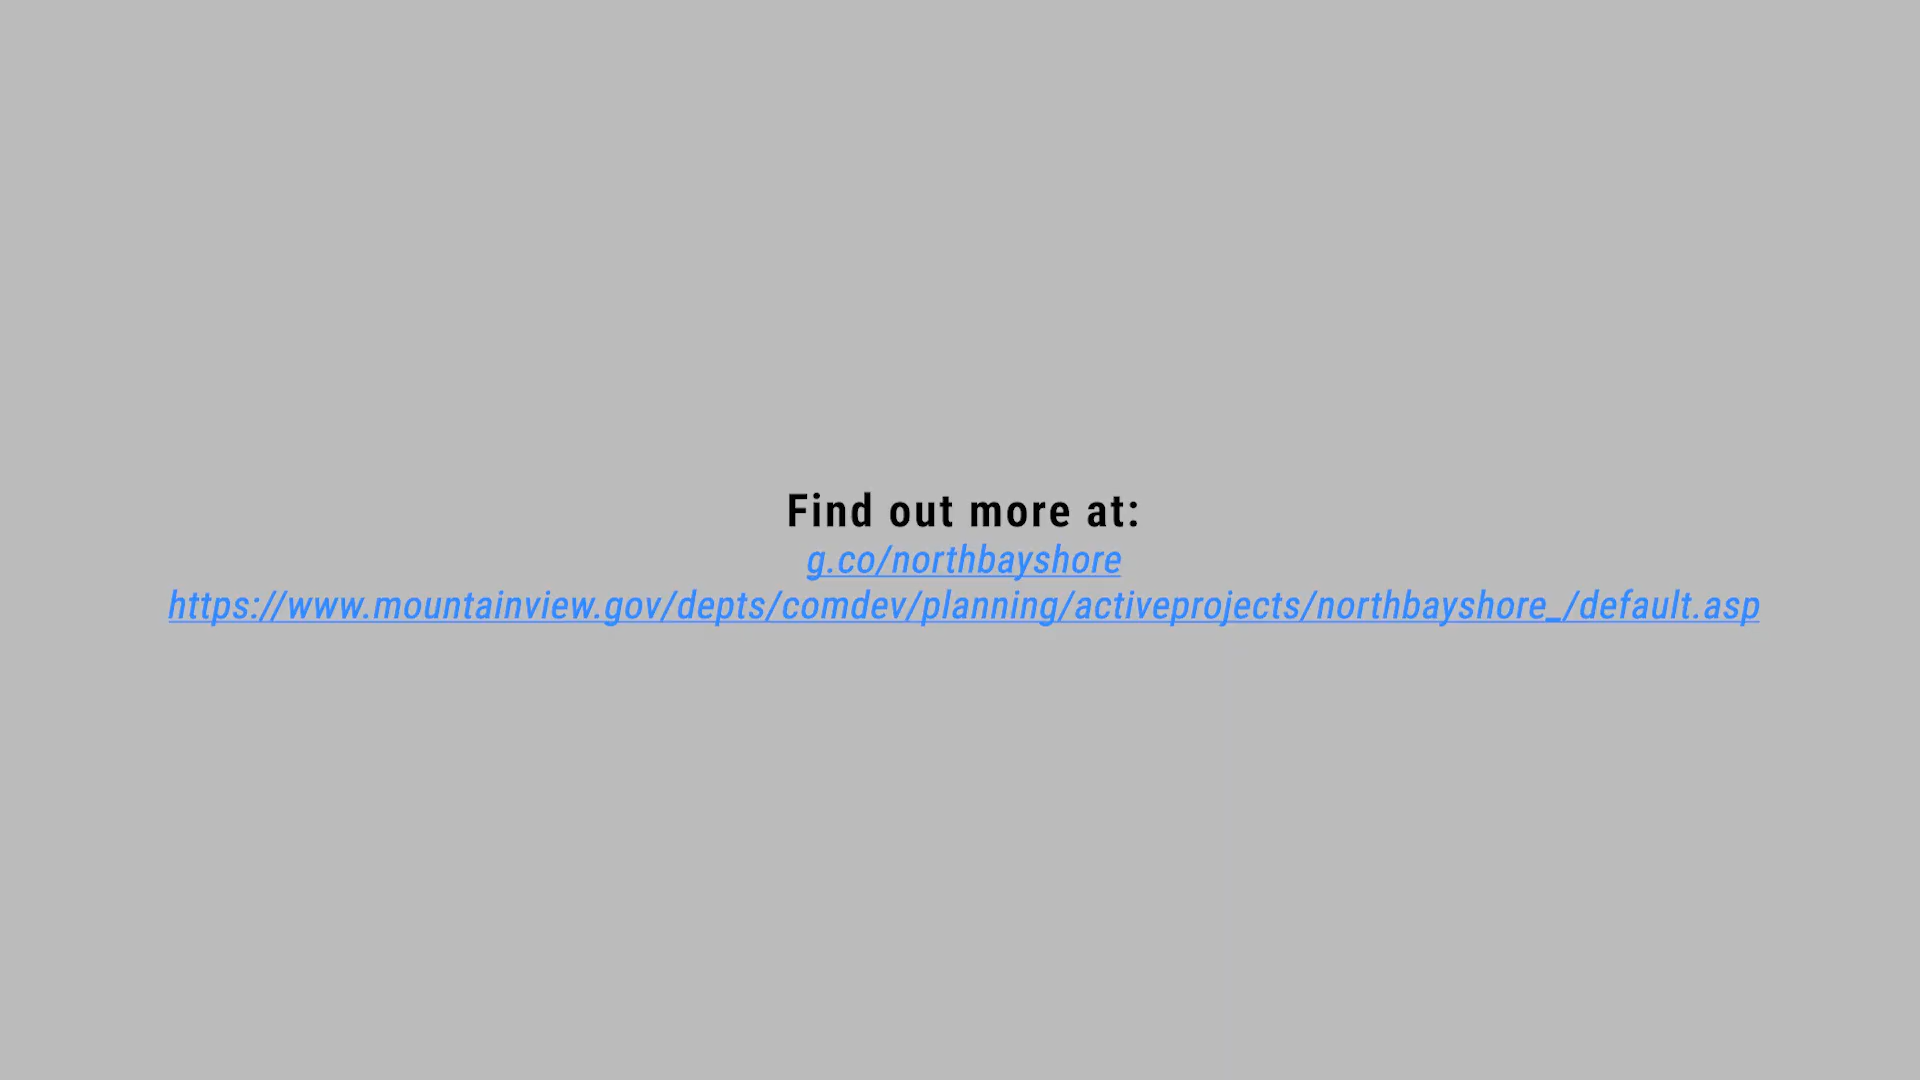 Find out more at:
g.co/northbayshore
https://www.mountainview.gov/depts/comdev/planning/activeprojects/northbayshore_/default.asp